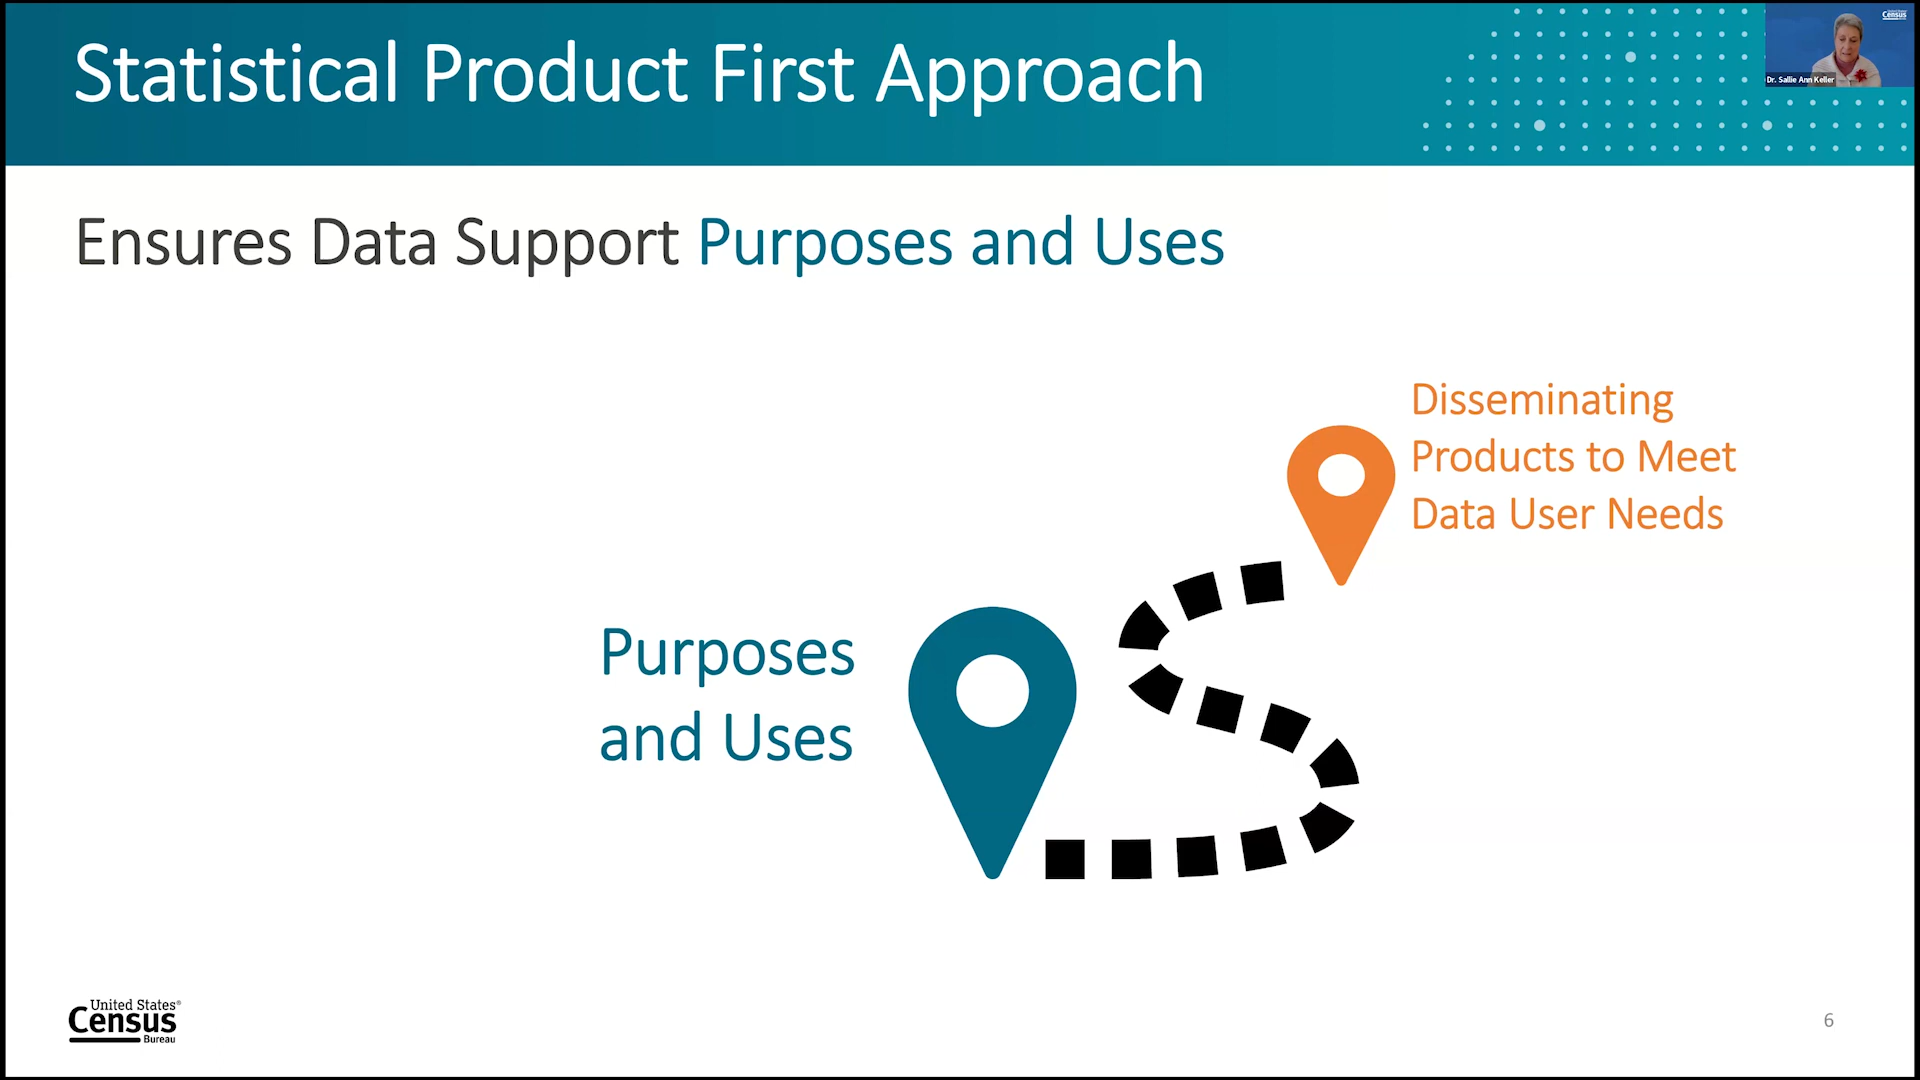 Statistical Product First Approach
Census
Dr. Sallie Ann Keller
Ensures Data Support Purposes and Uses
Disseminating
Products to Meet
Data User Needs
Purposes
and Uses
United States®
Census
Bureau
6